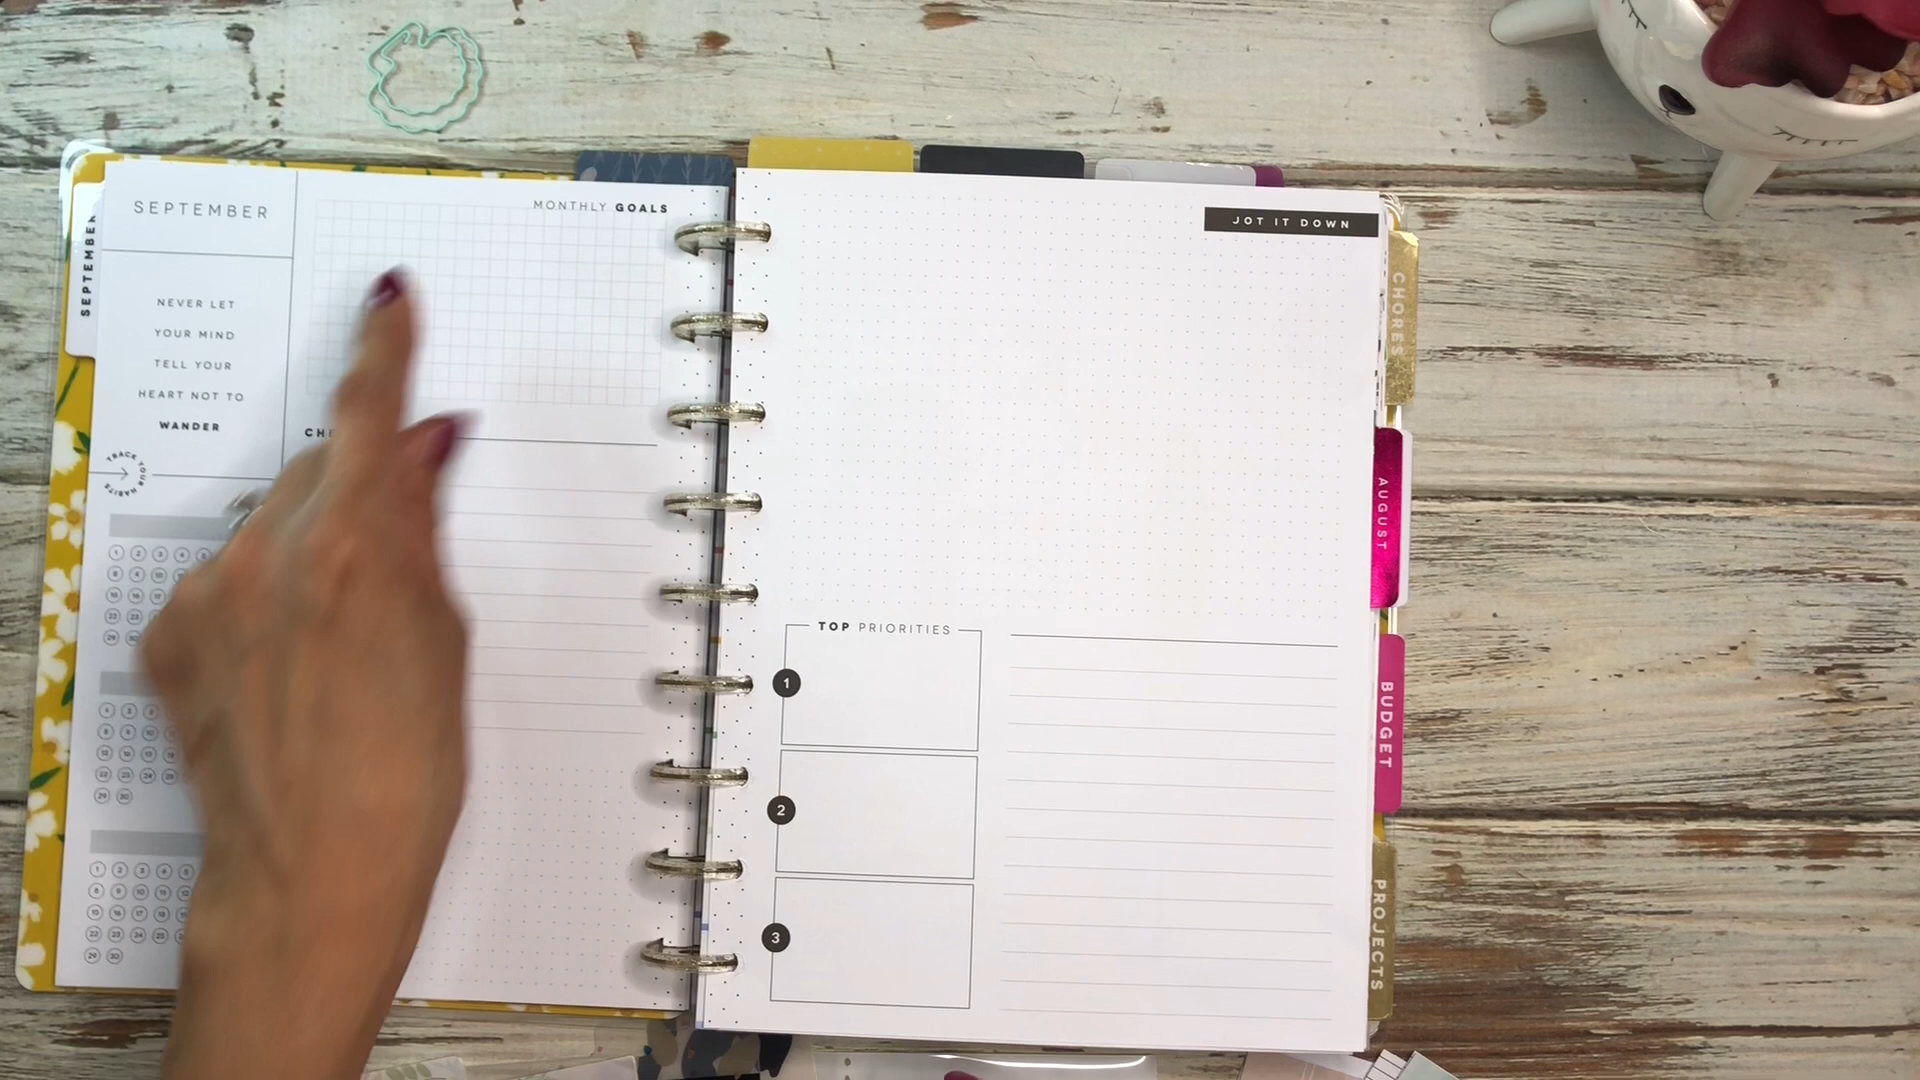 SEPTEMBER
SEPTEMBER
NEVER LET
YOUR MIND
TELL YOUR
HEART NOT TO
WANDER
TRACK YOUR HABITS
MONTHLY GOALS
JOT IT DOWN
TOP PRIORITIES
1
2
3
CHORES
AUGUST
BUDGET
PROJECTS